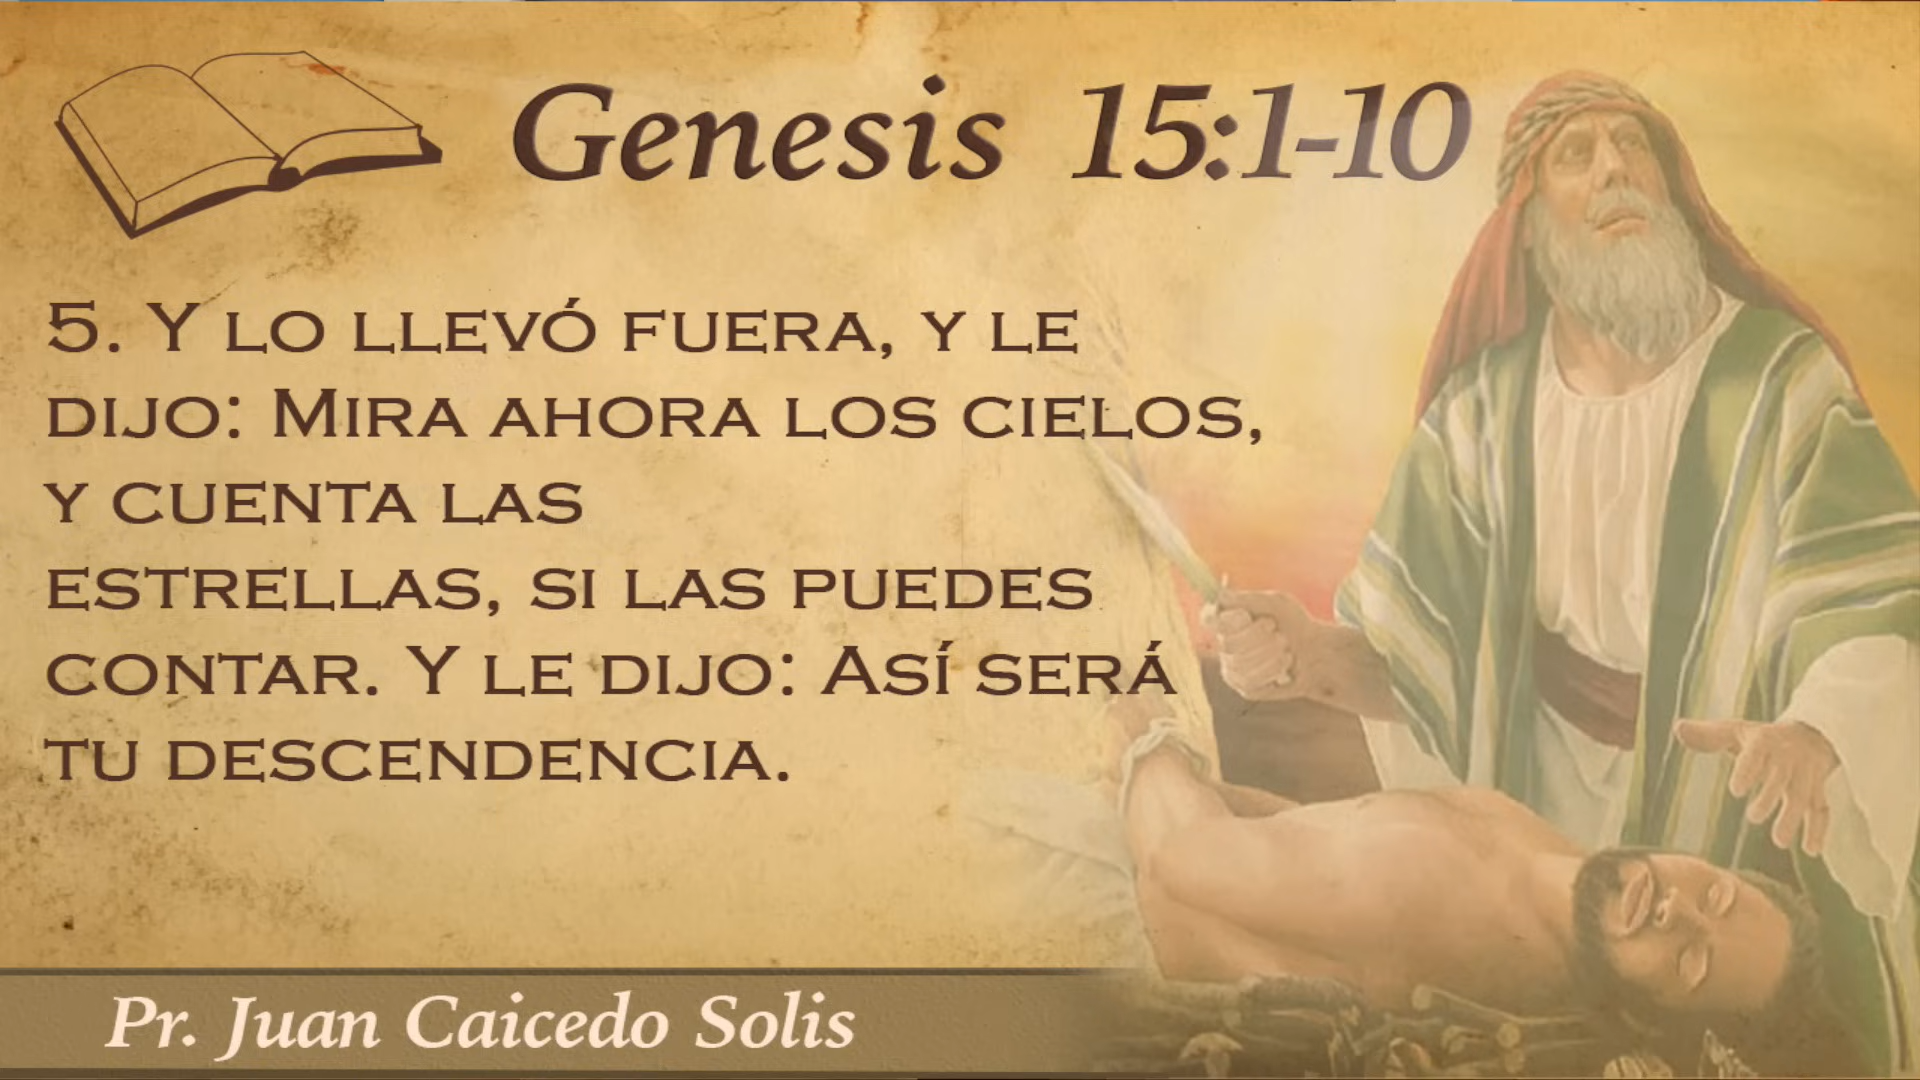 Genesis 15:1-10
5. Y lo llevó fuera, y le
dijo: Mira ahora los cielos,
y cuenta las
estrellas, si las puedes
contar. Y le dijo: Así será
tu descendencia.
Pr. Juan Caicedo Solis